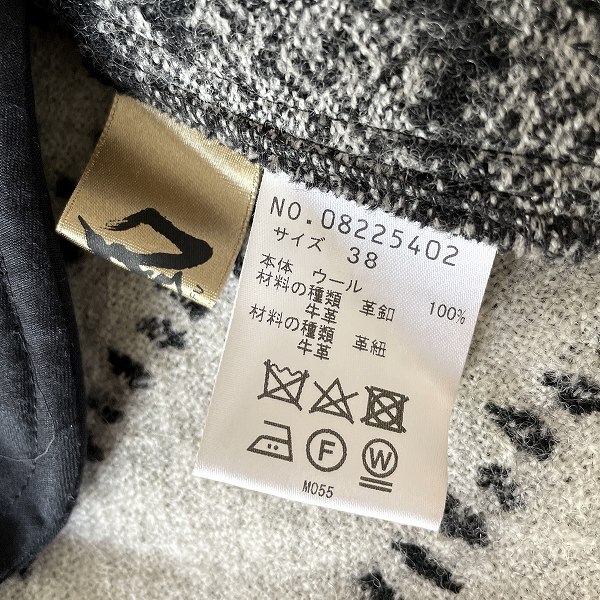 NO.08225402
サイズ 38
本体 ウール 100%
材料の種類 革釦
牛革
材料の種類 革紐
牛革
F W
M055